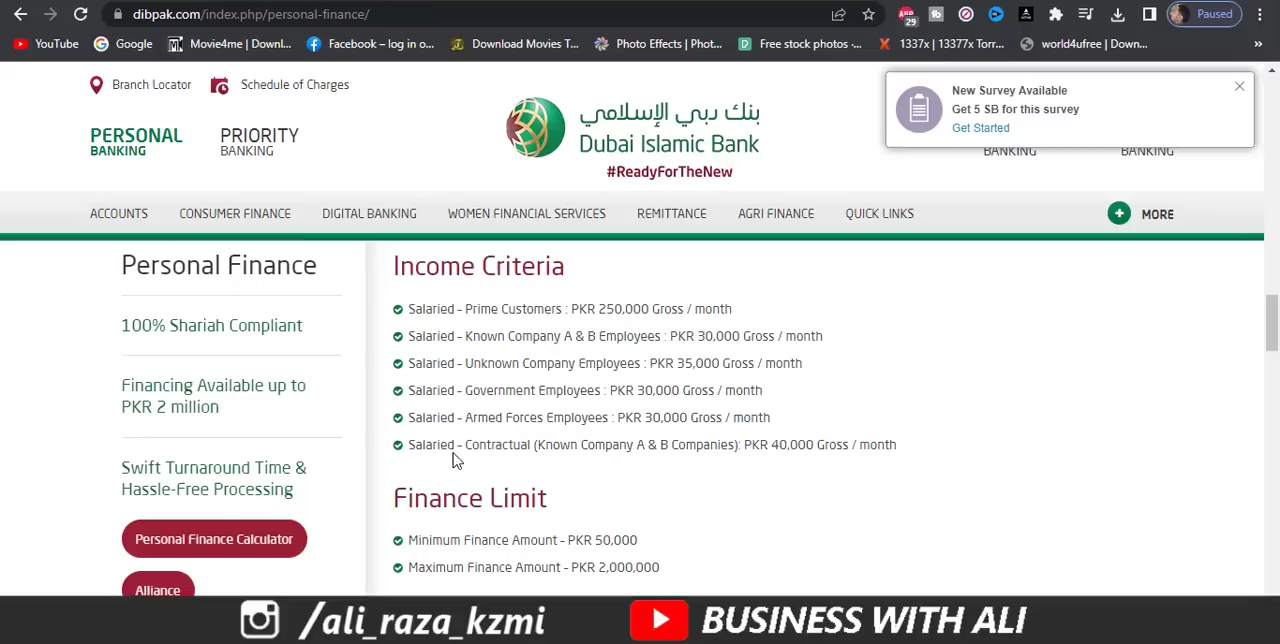 dibpak.com/index.php/personal-finance/
29
Paused
YouTube
Google
Movie4me | Downl...
Facebook – log in o...
Download Movies T...
Photo Effects | Phot...
Free stock photos -...
1337x | 13377x Torr...
world4ufree | Down...
»
Branch Locator
Schedule of Charges
New Survey Available
Get 5 SB for this survey
Get Started
PERSONAL
BANKING
PRIORITY
BANKING
بنك دبي الإسلامي
Dubai Islamic Bank
#ReadyForTheNew
BANKING
BANKING
ACCOUNTS
CONSUMER FINANCE
DIGITAL BANKING
WOMEN FINANCIAL SERVICES
REMITTANCE
AGRI FINANCE
QUICK LINKS
MORE
Personal Finance
100% Shariah Compliant
Financing Available up to
PKR 2 million
Swift Turnaround Time &
Hassle-Free Processing
Personal Finance Calculator
Alliance
Income Criteria
Salaried – Prime Customers : PKR 250,000 Gross / month
Salaried – Known Company A & B Employees : PKR 30,000 Gross / month
Salaried – Unknown Company Employees : PKR 35,000 Gross / month
Salaried – Government Employees : PKR 30,000 Gross / month
Salaried – Armed Forces Employees : PKR 30,000 Gross / month
Salaried – Contractual (Known Company A & B Companies): PKR 40,000 Gross / month
Finance Limit
Minimum Finance Amount – PKR 50,000
Maximum Finance Amount – PKR 2,000,000
/ali_raza_kzmi
BUSINESS WITH ALI